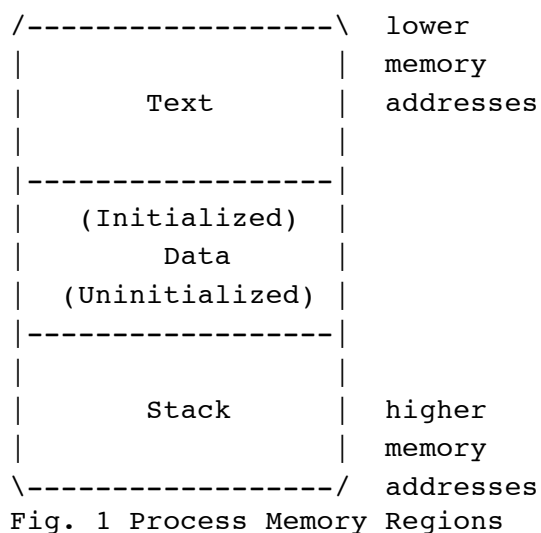 /------------------\  lower
|                  |  memory
|       Text       |  addresses
|                  |
|------------------|
|   (Initialized)  |
|        Data      |
|  (Uninitialized) |
|------------------|
|                  |
|       Stack      |  higher
|                  |  memory
\------------------/  addresses
Fig. 1 Process Memory Regions